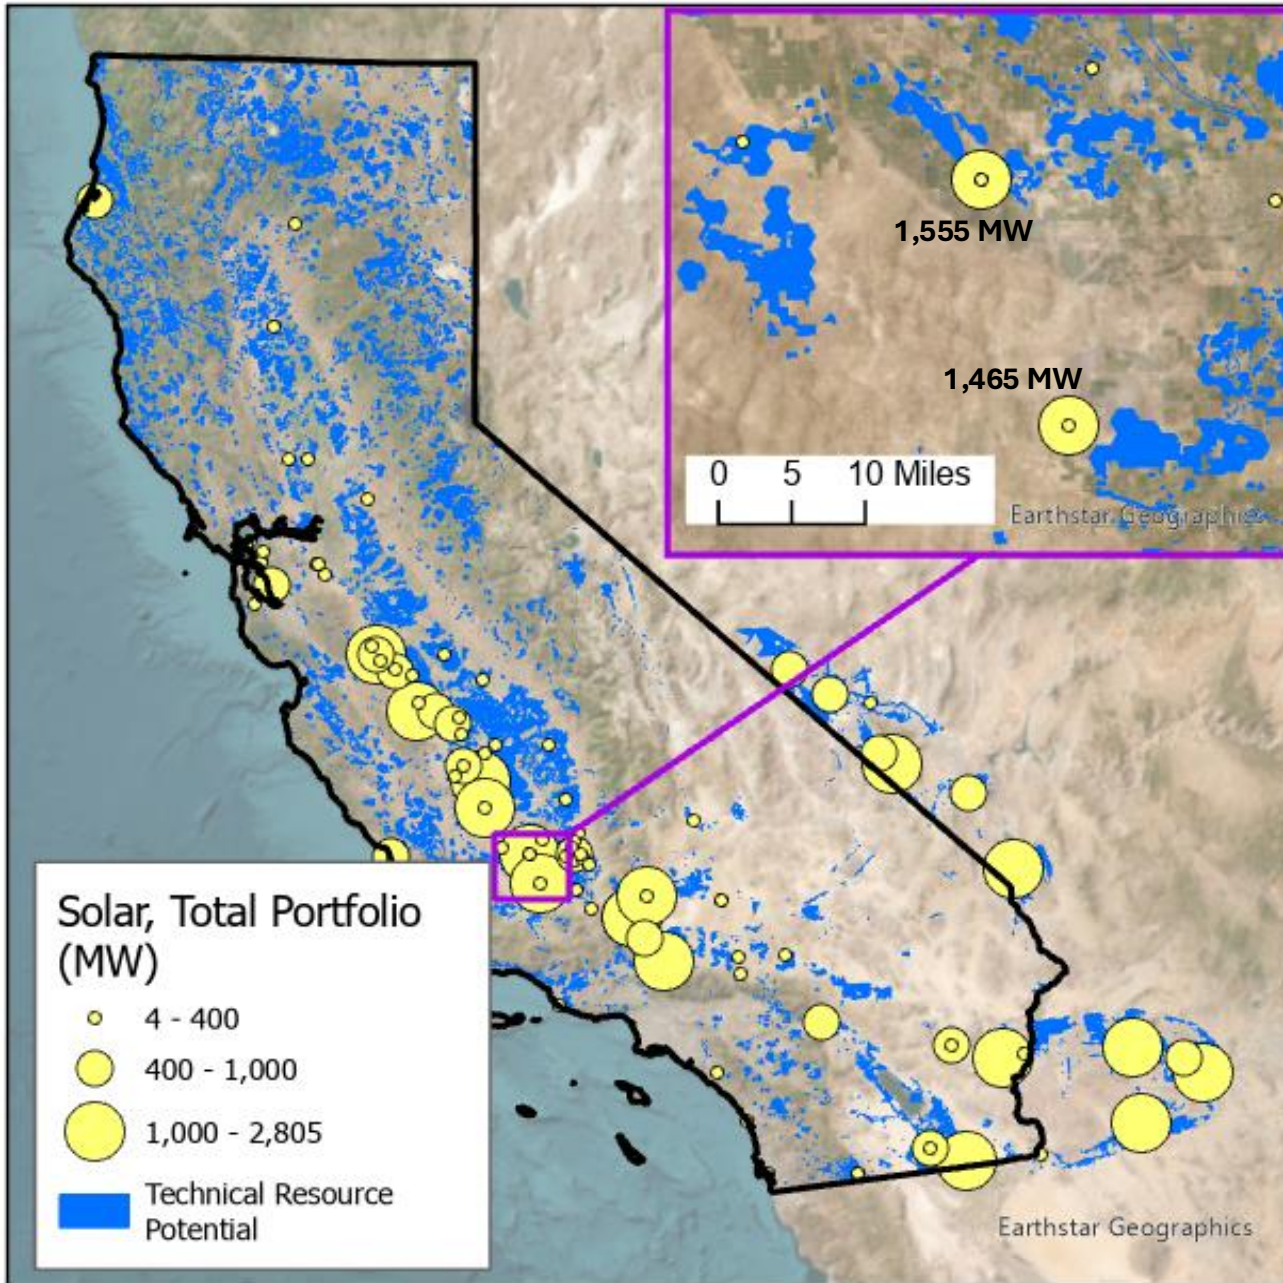 1,555 MW
1,465 MW
0 5 10 Miles
Earthstar Geographics
Solar, Total Portfolio
(MW)
4 - 400
400 - 1,000
1,000 - 2,805
Technical Resource
Potential
Earthstar Geographics